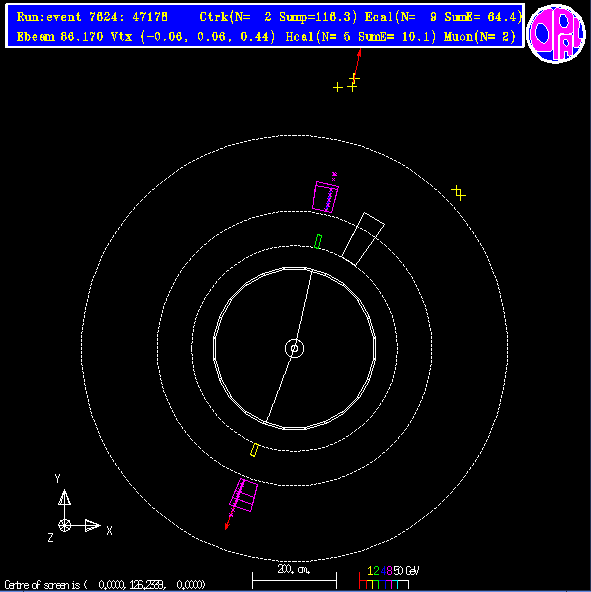 Run:event 7624: 47178 Ctrk(N= 2 Sump=116.3) Ecal(N= 9 SumE= 64.4)
Ebeam 86.170 Vtx (-0.06, 0.06, 0.44) Hcal(N= 6 SumE= 10.1) Muon(N= 2)
OPAL
Y
X
Z
200. cm.
1 2 4 8 50 GeV
Centre of screen is ( 0.0000, 126.2339, 0.0000)